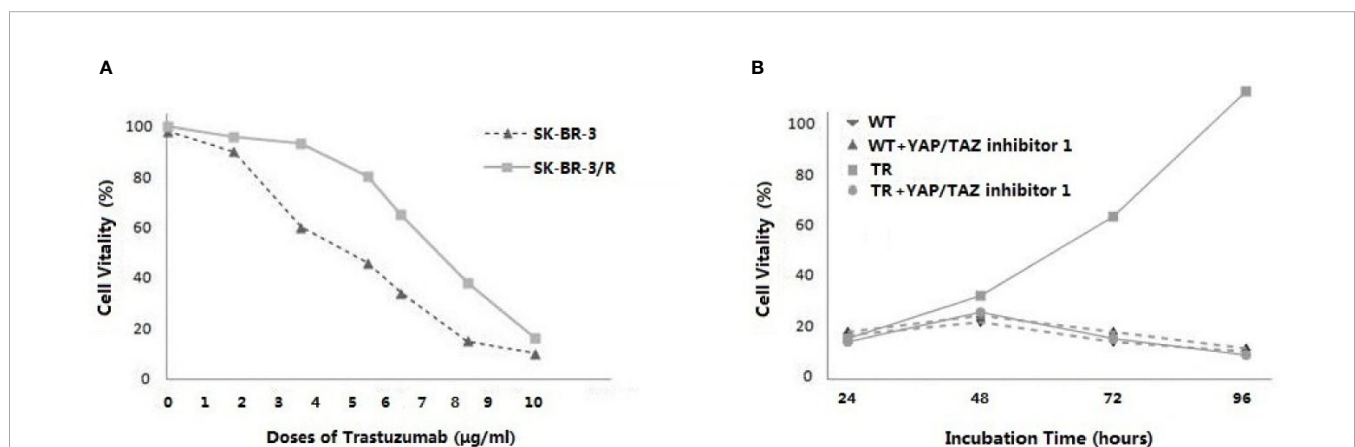 A
100
80
60
40
20
0
Cell Vitality (%)
SK-BR-3
SK-BR-3/R
0 1 2 3 4 5 6 7 8 9 10
Doses of Trastuzumab (µg/ml)
B
100
80
60
40
20
0
Cell Vitality (%)
WT
WT+YAP/TAZ inhibitor 1
TR
TR+YAP/TAZ inhibitor 1
24 48 72 96
Incubation Time (hours)